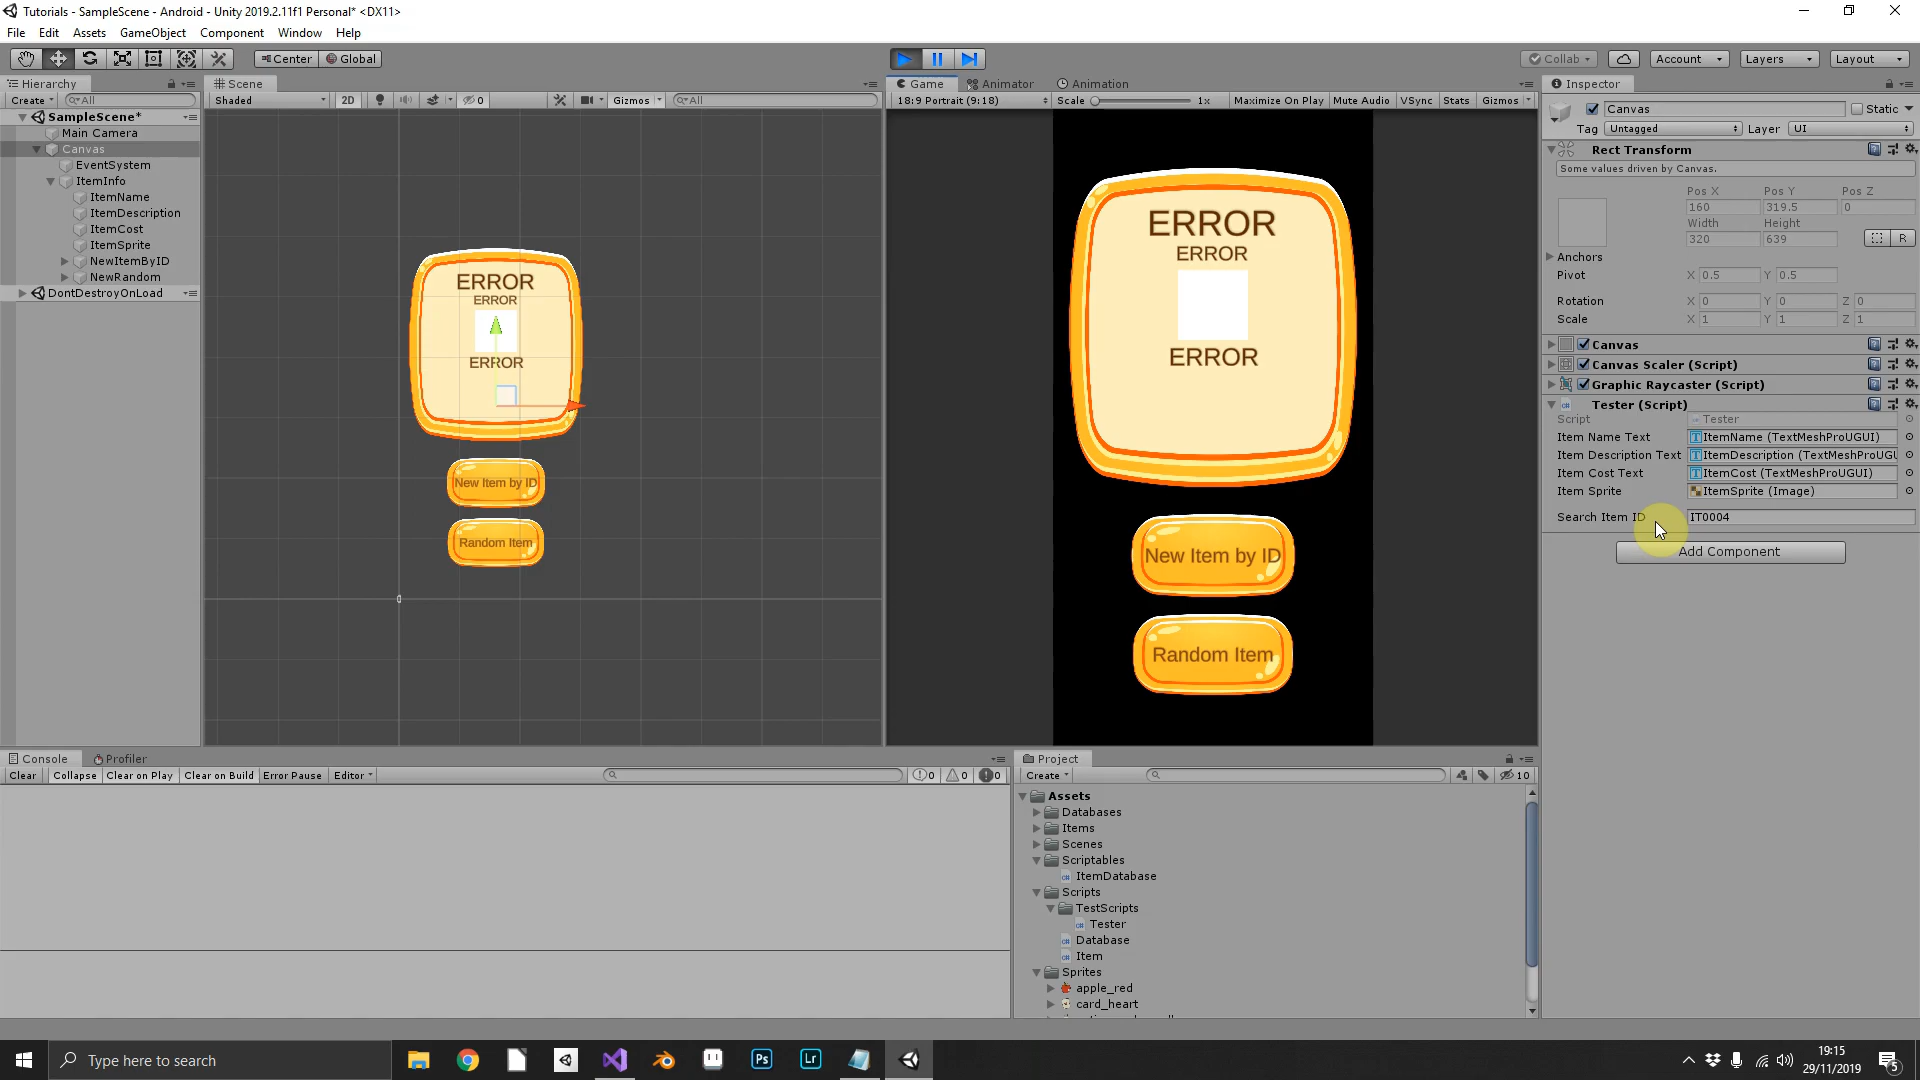 Tutorials - SampleScene - Android - Unity 2019.2.11f1 Personal* <DX11>
File Edit Assets GameObject Component Window Help
Center Global
Collab Account Layers Layout
Hierarchy
Create All
SampleScene*
Main Camera
Canvas
EventSystem
ItemInfo
ItemName
ItemDescription
ItemCost
ItemSprite
NewItemByID
NewRandom
DontDestroyOnLoad
Scene
Shaded 2D 0 Gizmos All
ERROR
ERROR
ERROR
New Item by ID
Random Item
Game Animator Animation
18:9 Portrait (9:18) Scale 1x Maximize On Play Mute Audio VSync Stats Gizmos
ERROR
ERROR
ERROR
New Item by ID
Random Item
Inspector
Canvas Static
Tag Untagged Layer UI
Rect Transform
Some values driven by Canvas.
Pos X Pos Y Pos Z
160 319.5 0
Width Height
320 639 R
Anchors
Pivot X 0.5 Y 0.5
Rotation X 0 Y 0 Z 0
Scale X 1 Y 1 Z 1
Canvas
Canvas Scaler (Script)
Graphic Raycaster (Script)
Tester (Script)
Script Tester
Item Name Text ItemName (TextMeshProUGUI)
Item Description Text ItemDescription (TextMeshProUGU
Item Cost Text ItemCost (TextMeshProUGUI)
Item Sprite ItemSprite (Image)
Search Item ID IT0004
Add Component
Console Profiler
Clear Collapse Clear on Play Clear on Build Error Pause Editor 0 0 0
Project
Create 10
Assets
Databases
Items
Scenes
Scriptables
ItemDatabase
Scripts
TestScripts
Tester
Database
Item
Sprites
apple_red
card_heart
Type here to search
Ps Lr
19:15
29/11/2019
5